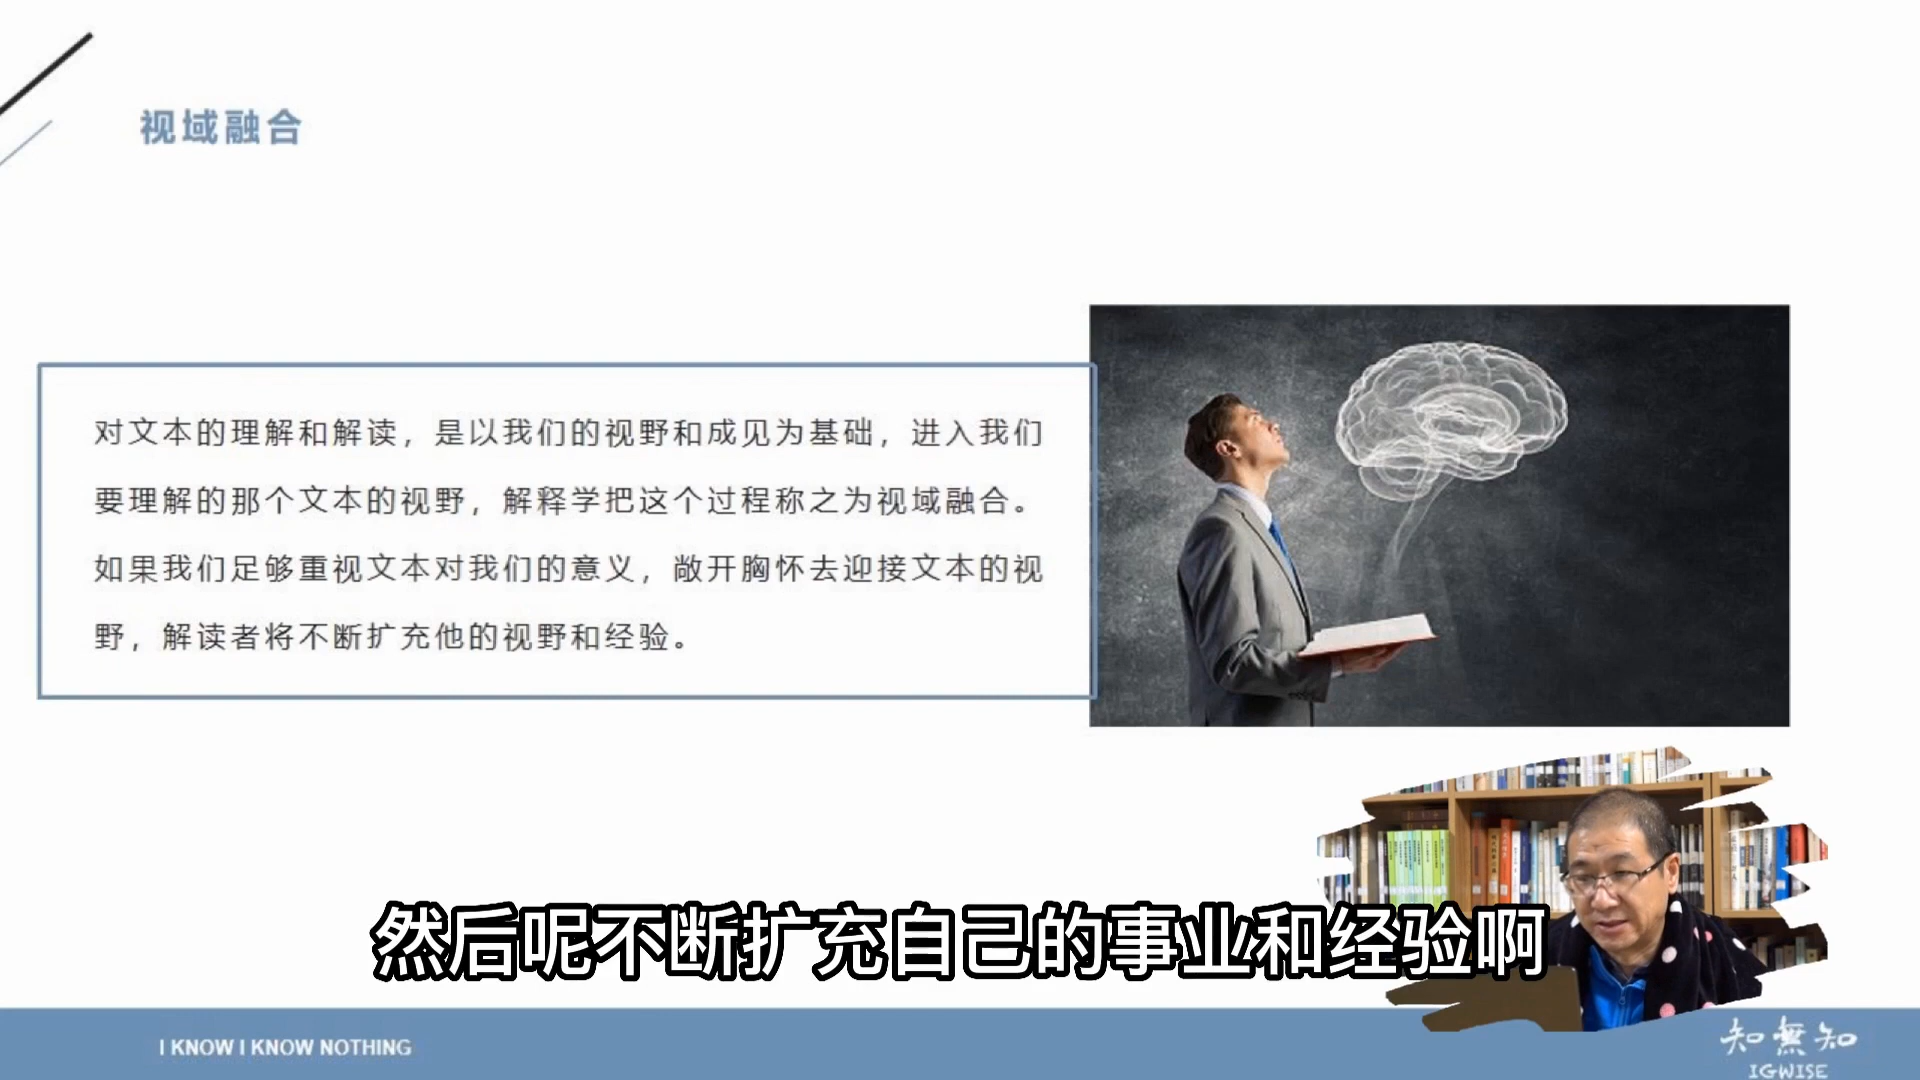 视域融合
对文本的理解和解读，是以我们的视野和成见为基础，进入我们
要理解的那个文本的视野，解释学把这个过程称之为视域融合。
如果我们足够重视文本对我们的意义，敞开胸怀去迎接文本的视
野，解读者将不断扩充他的视野和经验。
然后呢不断扩充自己的事业和经验啊
I KNOW I KNOW NOTHING
知無知
IGWISE